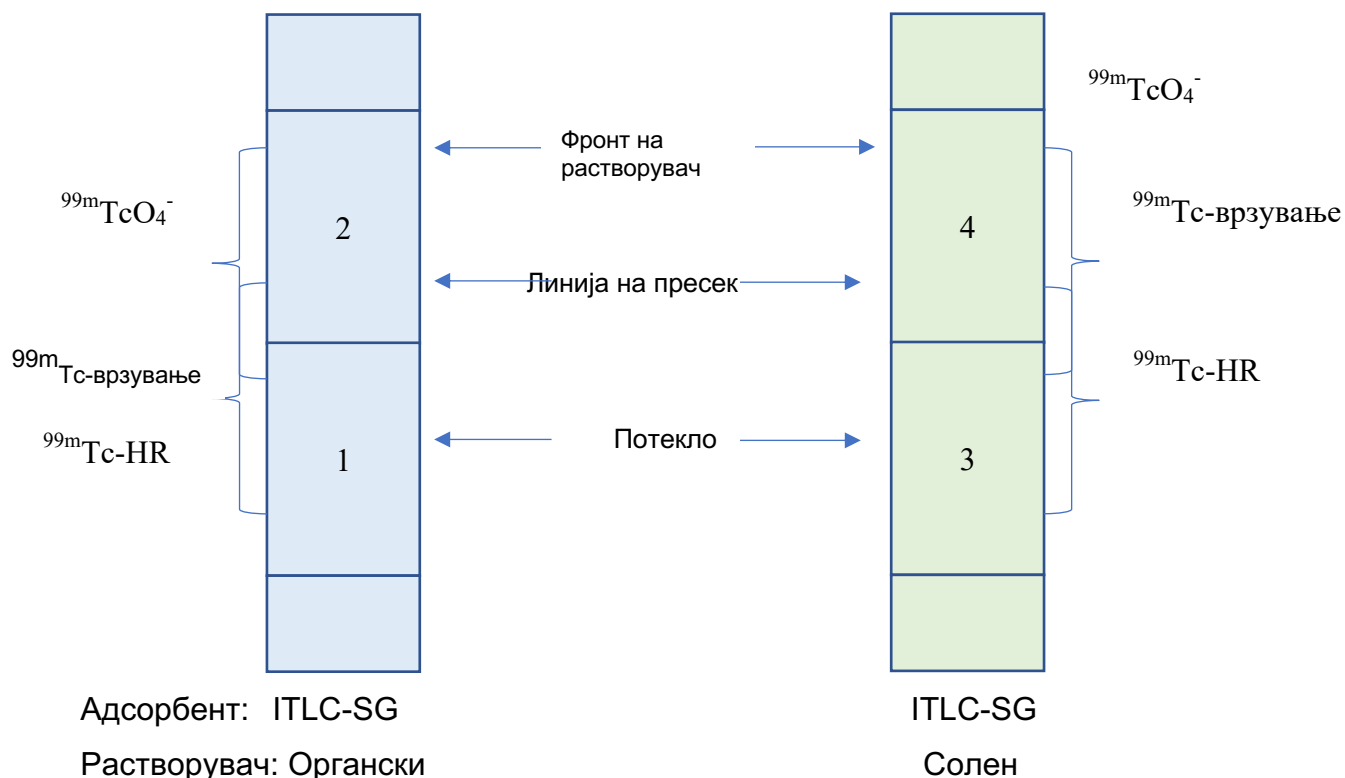 ⁹⁹ᵐTcO₄⁻
Фронт на
растворувач
⁹⁹ᵐTcO₄⁻
2
4
⁹⁹ᵐTc-врзување
Линија на пресек
⁹⁹ᵐTc-врзување
⁹⁹ᵐTc-HR
⁹⁹ᵐTc-HR
Потекло
1
3
Адсорбент: ITLC-SG
ITLC-SG
Растворувач: Органски
Солен